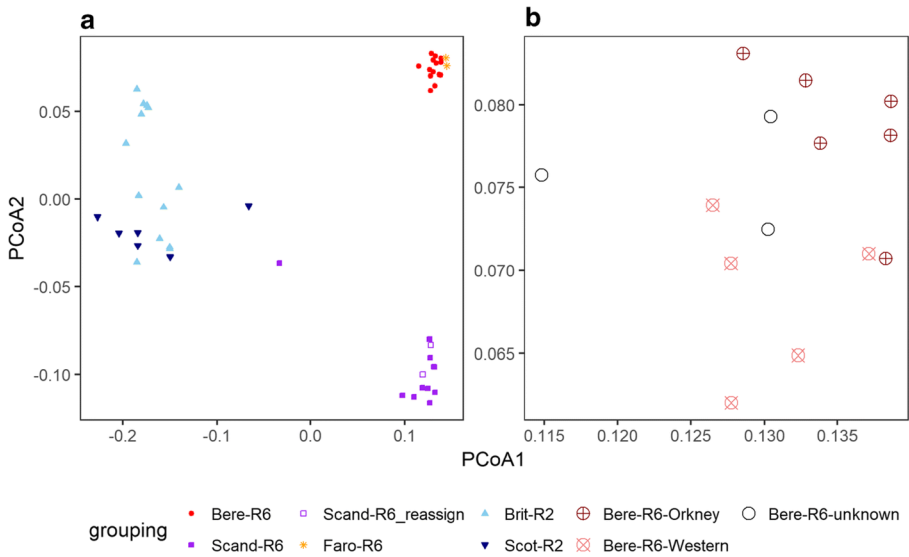 a
b
0.05
0.00
-0.05
-0.10
PCoA2
-0.2
-0.1
0.0
0.1
0.080
0.075
0.070
0.065
0.115
0.120
0.125
0.130
0.135
PCoA1
grouping
Bere-R6
Scand-R6_reassign
Brit-R2
Bere-R6-Orkney
Bere-R6-unknown
Scand-R6
Faro-R6
Scot-R2
Bere-R6-Western